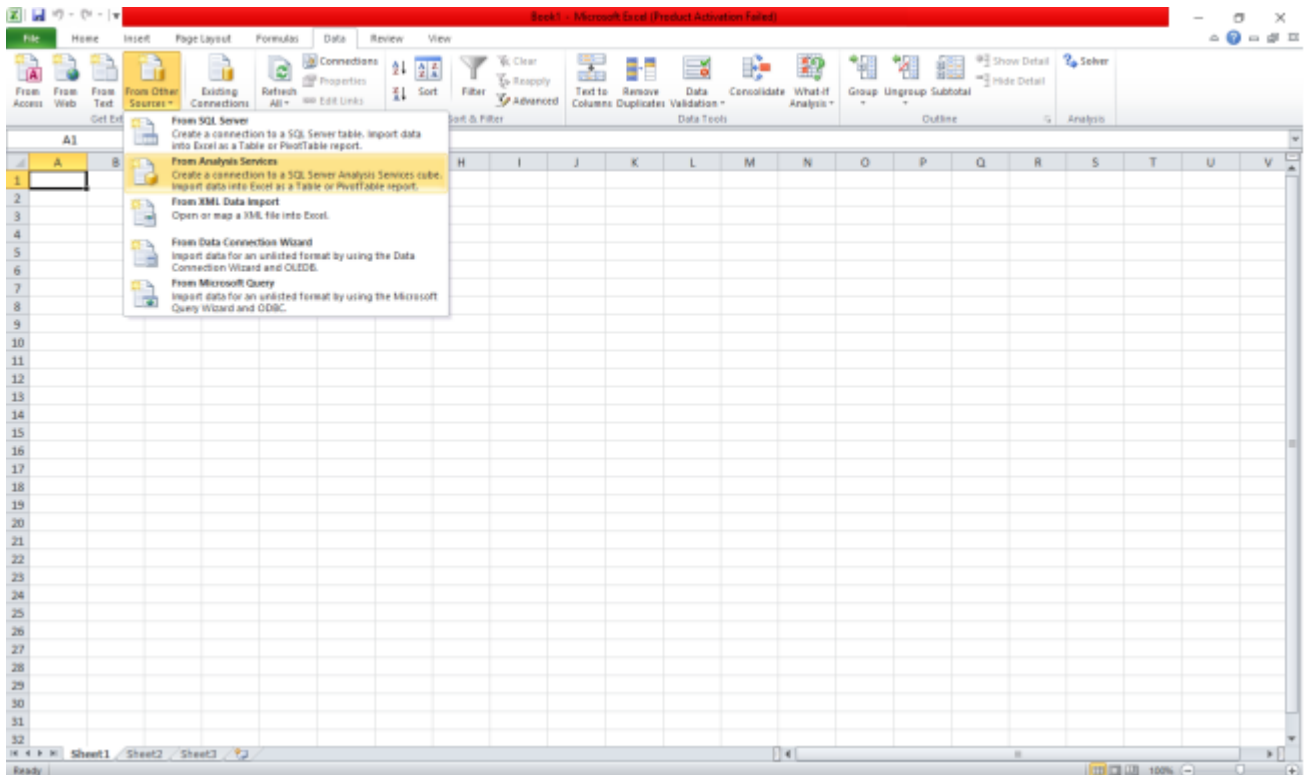 Book1 - Microsoft Excel (Product Activation Failed)
File Home Insert Page Layout Formulas Data Review View
From Access
From Web
From Text
From Other Sources
Existing Connections
Refresh All
Connections
Properties
Edit Links
Sort
Filter
Clear
Reapply
Advanced
Text to Columns
Remove Duplicates
Data Validation
Consolidate
What-If Analysis
Group
Ungroup
Subtotal
Show Detail
Hide Detail
Solver
Get Ext
Sort & Filter
Data Tools
Outline
Analysis
A1
From SQL Server
Create a connection to a SQL Server table. Import data
into Excel as a Table or PivotTable report.
From Analysis Services
Create a connection to a SQL Server Analysis Services cube.
Import data into Excel as a Table or PivotTable report.
From XML Data Import
Open or map a XML file into Excel.
From Data Connection Wizard
Import data for an unlisted format by using the Data
Connection Wizard and OLEDB.
From Microsoft Query
Import data for an unlisted format by using the Microsoft
Query Wizard and ODBC.
A B H I J K L M N O P Q R S T U V
1
2
3
4
5
6
7
8
9
10
11
12
13
14
15
16
17
18
19
20
21
22
23
24
25
26
27
28
29
30
31
32
Sheet1 Sheet2 Sheet3
Ready 100%